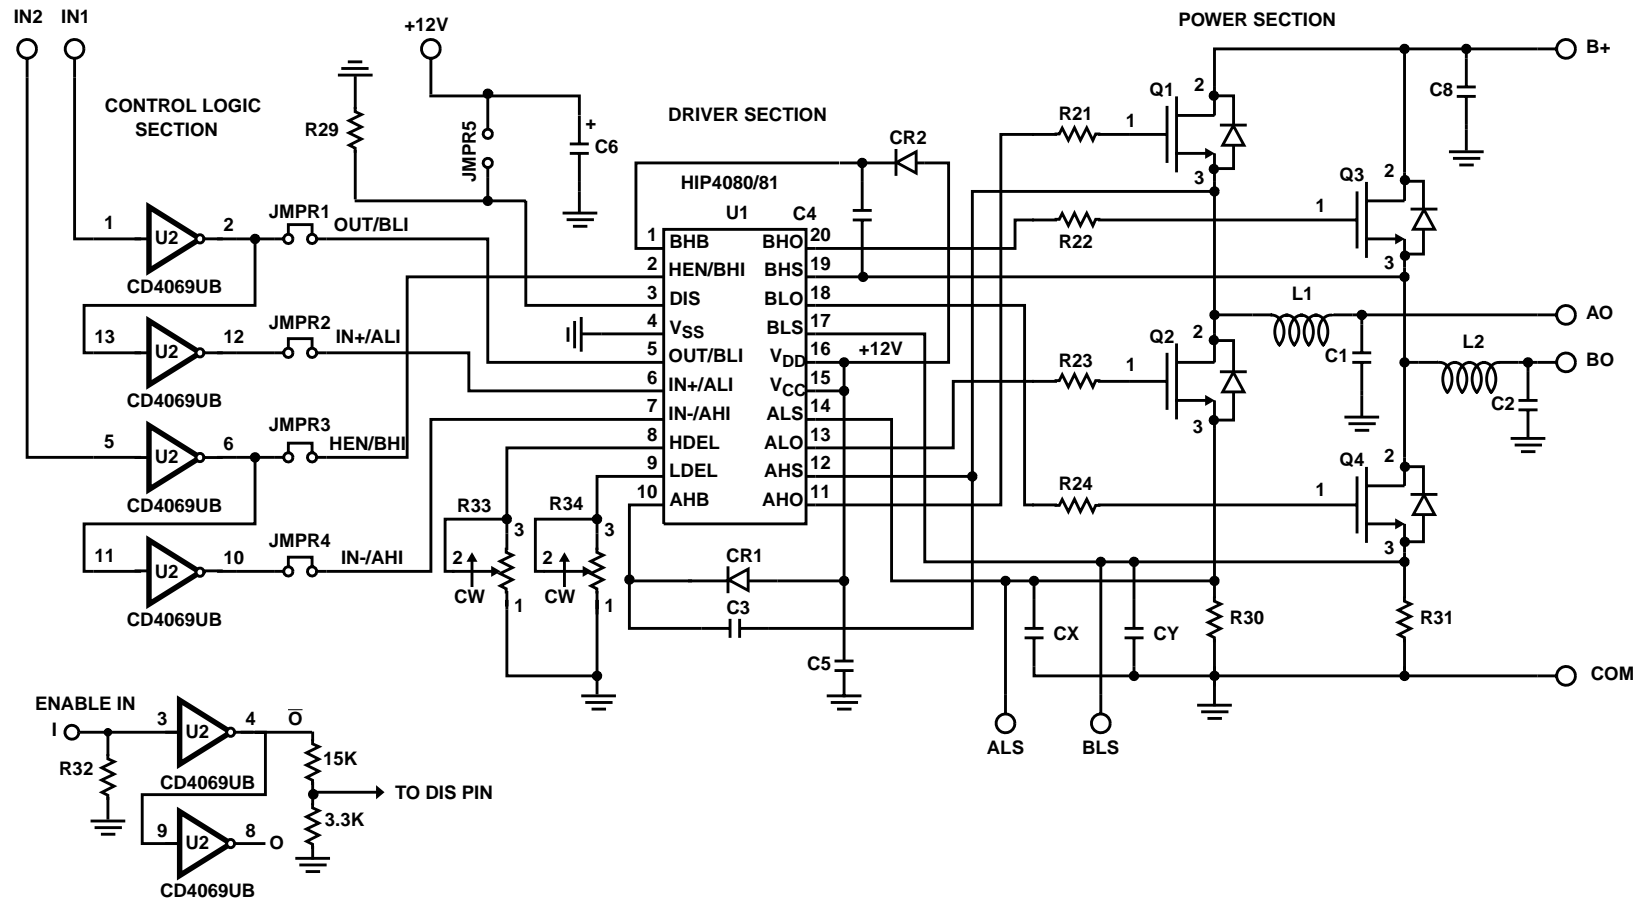 IN2 IN1
+12V
POWER SECTION
B+
CONTROL LOGIC
SECTION
R29
JMPR5
+
C6
DRIVER SECTION
CR2
HIP4080/81
U1
C4
Q1
2
1
3
R21
C8
Q3
2
1
3
R22
1 U2 2
CD4069UB
JMPR1
OUT/BLI
13 U2 12
CD4069UB
JMPR2
IN+/ALI
5 U2 6
CD4069UB
JMPR3
HEN/BHI
11 U2 10
CD4069UB
JMPR4
IN-/AHI
1 BHB BHO 20
2 HEN/BHI BHS 19
3 DIS BLO 18
4 VSS BLS 17
5 OUT/BLI VDD 16
6 IN+/ALI VCC 15
7 IN-/AHI ALS 14
8 HDEL ALO 13
9 LDEL AHS 12
10 AHB AHO 11
+12V
L1
AO
C1
L2
BO
C2
Q2
2
1
3
R23
Q4
2
1
3
R24
R33
3
2
CW
1
R34
3
2
CW
1
CR1
C3
C5
CX
CY
R30
R31
COM
ALS
BLS
ENABLE IN
I
R32
3 U2 4
O
CD4069UB
15K
TO DIS PIN
3.3K
9 U2 8 O
CD4069UB